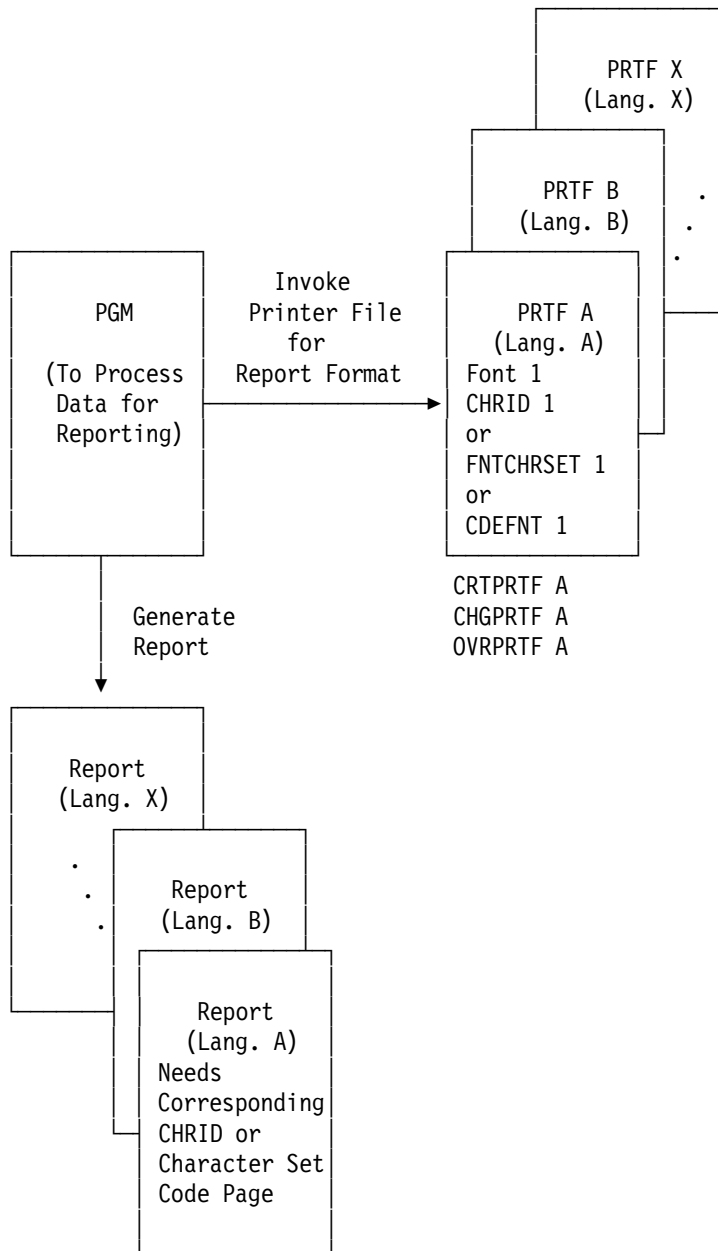 PRTF X
(Lang. X)
PRTF B
(Lang. B)
PRTF A
(Lang. A)
Font 1
CHRID 1
or
FNTCHRSET 1
or
CDEFNT 1
CRTPRTF A
CHGPRTF A
OVRPRTF A
Invoke
Printer File
for
Report Format
PGM
(To Process
Data for
Reporting)
Generate
Report
Report
(Lang. X)
Report
(Lang. B)
Report
(Lang. A)
Needs
Corresponding
CHRID or
Character Set
Code Page